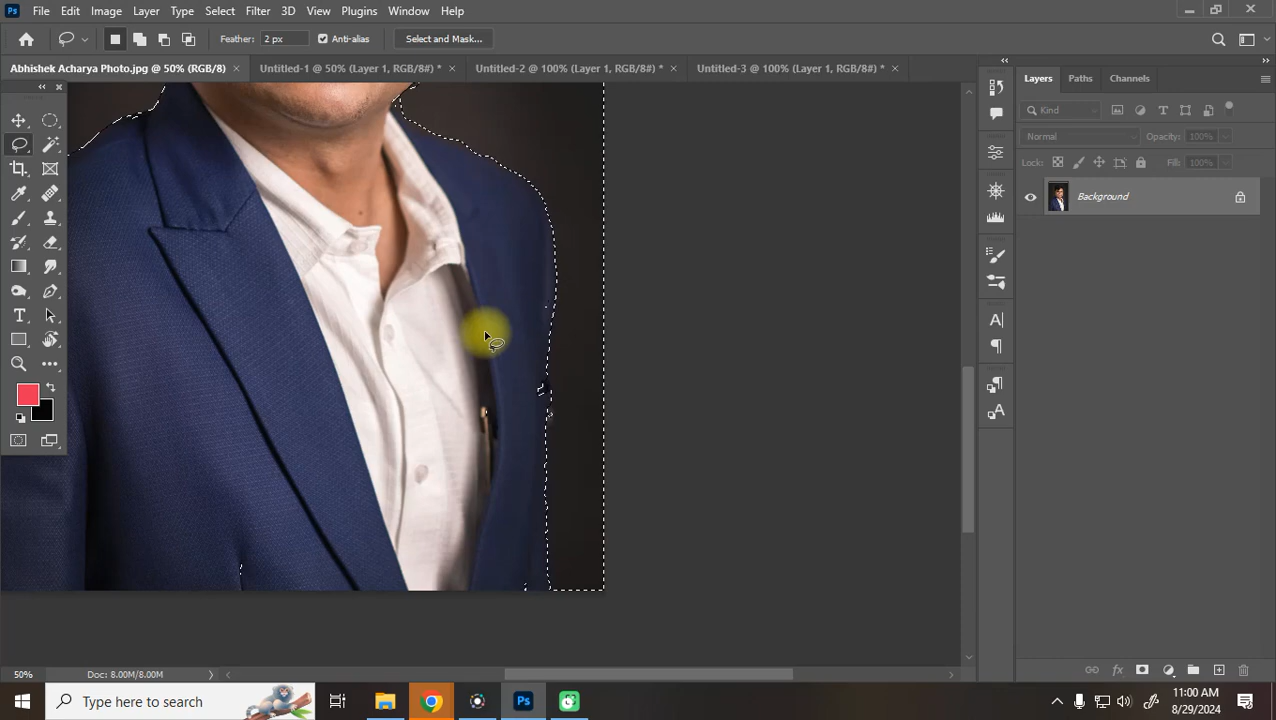 Ps File Edit Image Layer Type Select Filter 3D View Plugins Window Help
Feather: 2 px Anti-alias Select and Mask...
Abhishek Acharya Photo.jpg @ 50% (RGB/8) Untitled-1 @ 50% (Layer 1, RGB/8#) * Untitled-2 @ 100% (Layer 1, RGB/8#) * Untitled-3 @ 100% (Layer 1, RGB/8#) *
Layers Paths Channels
Kind
Normal Opacity: 100%
Lock: Fill: 100%
Background
50% Doc: 8.00M/8.00M
Type here to search
Ps
11:00 AM
8/29/2024